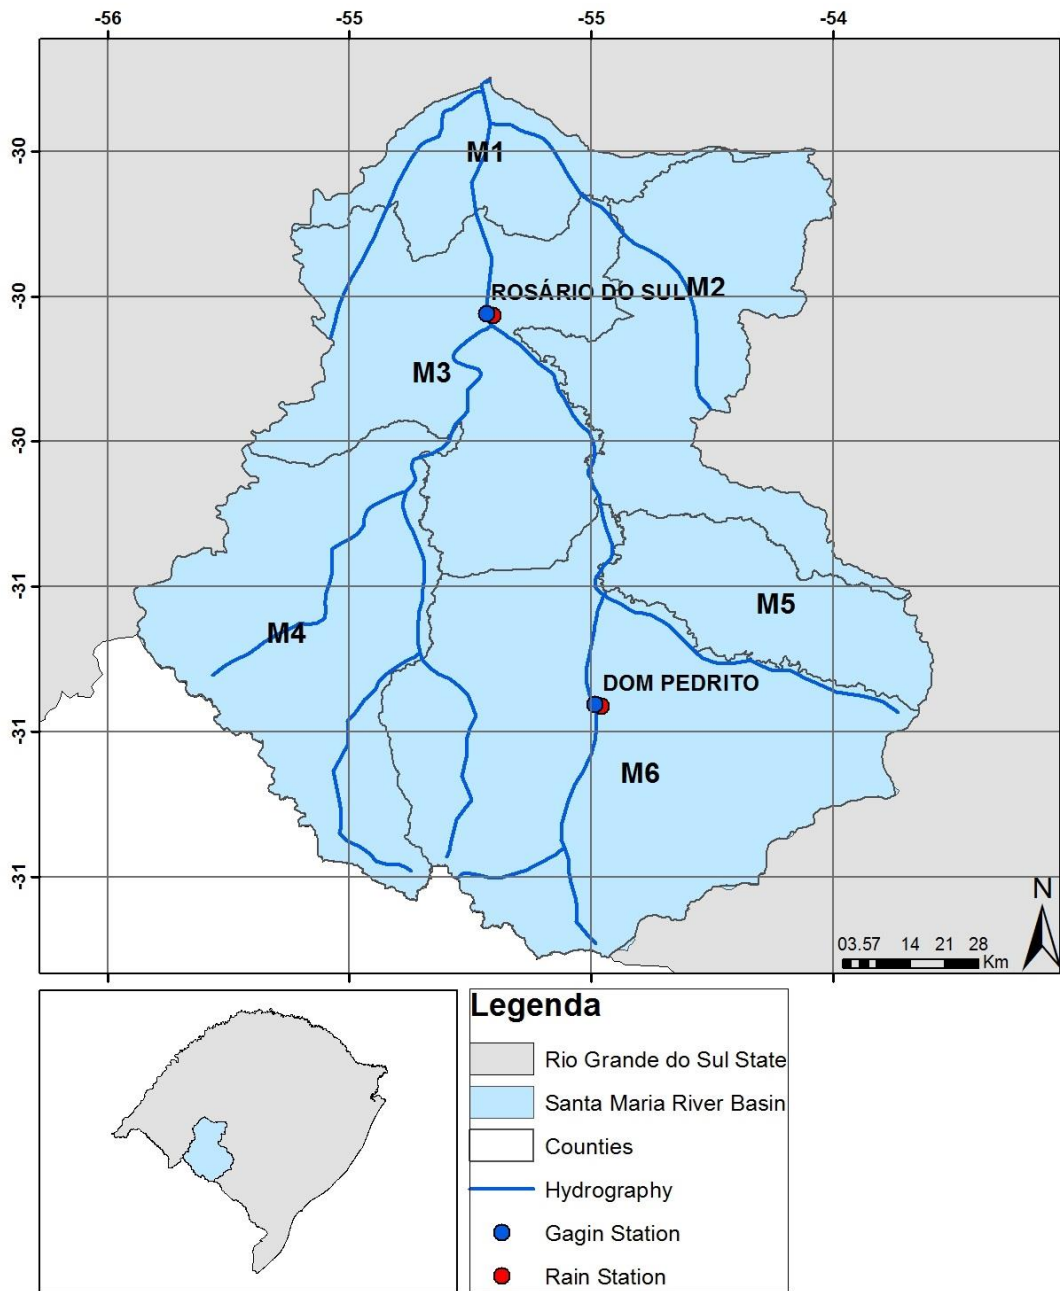 -56 -55 -55 -54
-30
M1
-30
M2
ROSÁRIO DO SUL
M3
-30
-31
M5
M4
DOM PEDRITO
-31
M6
-31
N
03.57 14 21 28
Km
Legenda
Rio Grande do Sul State
Santa Maria River Basin
Counties
Hydrography
Gagin Station
Rain Station